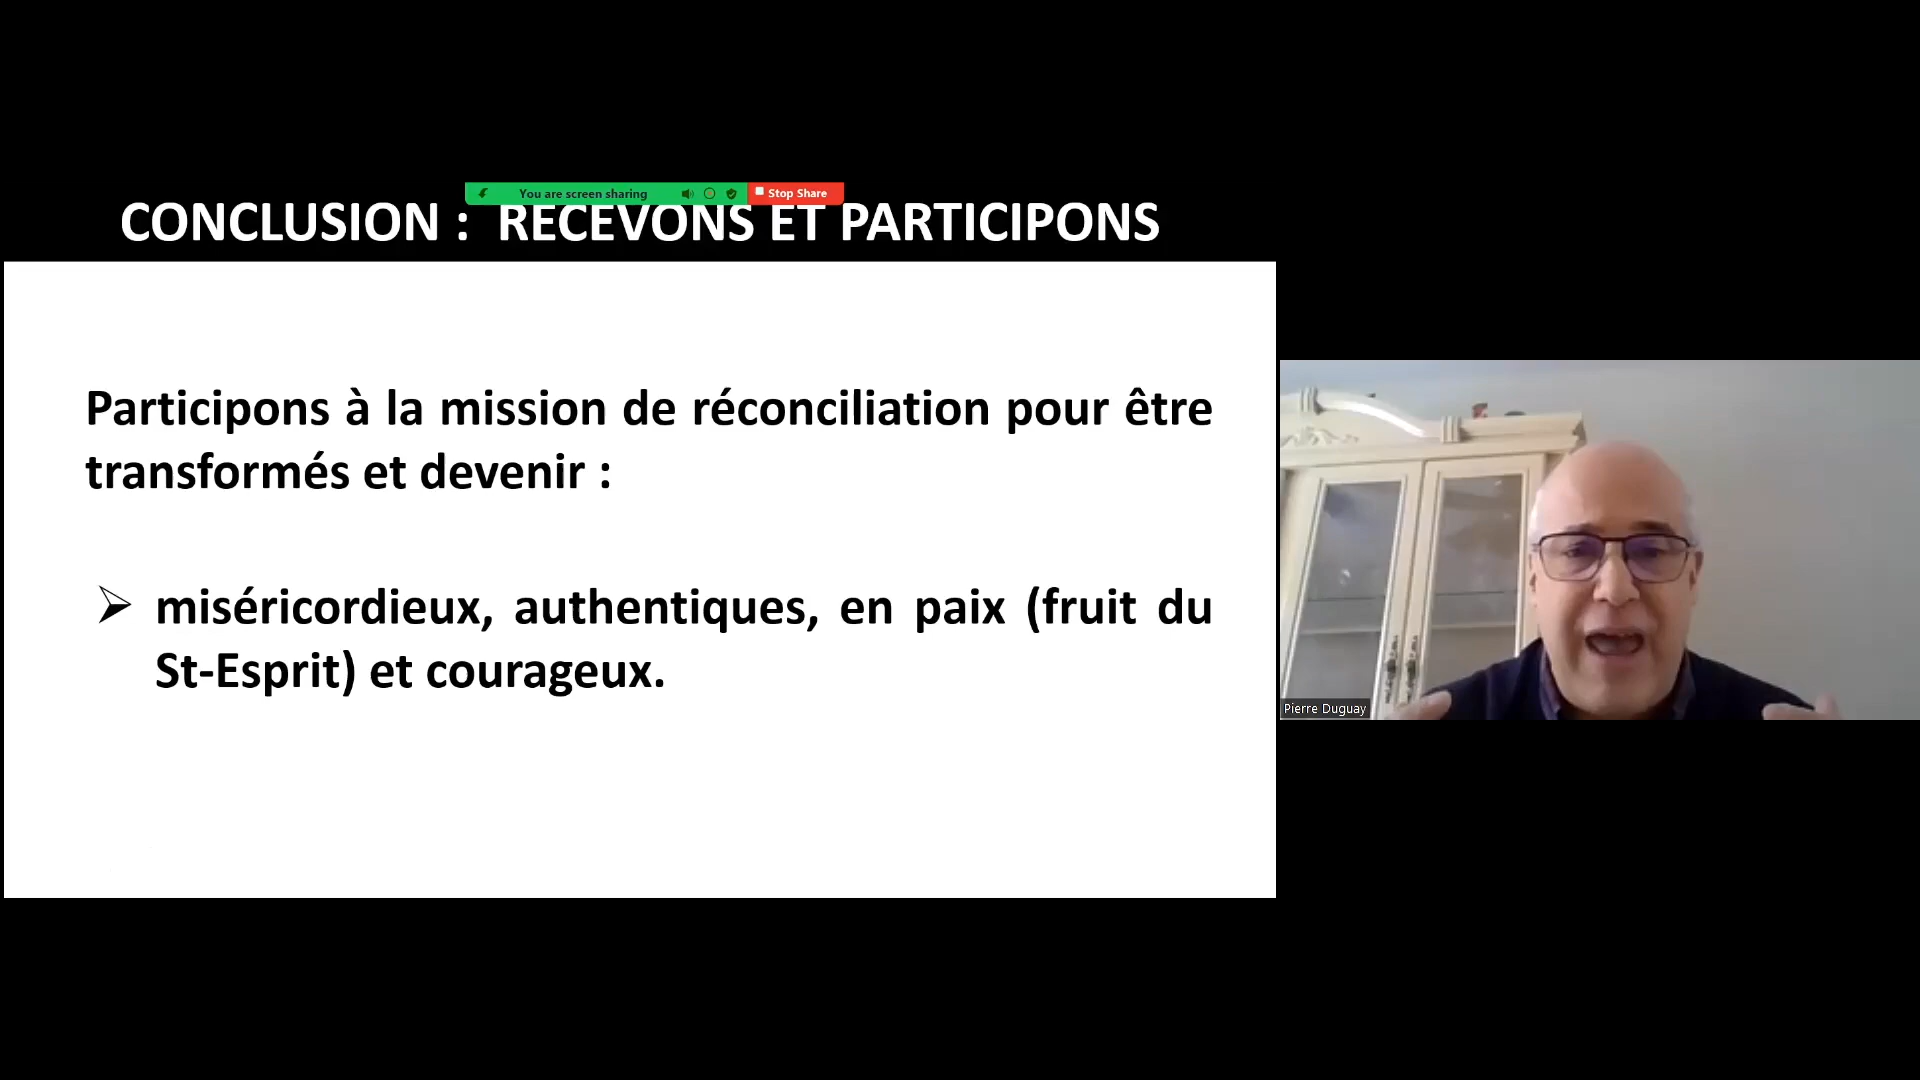 You are screen sharing
Stop Share
CONCLUSION : RECEVONS ET PARTICIPONS
Participons à la mission de réconciliation pour être
transformés et devenir :
➢ miséricordieux, authentiques, en paix (fruit du
St-Esprit) et courageux.
Pierre Duguay